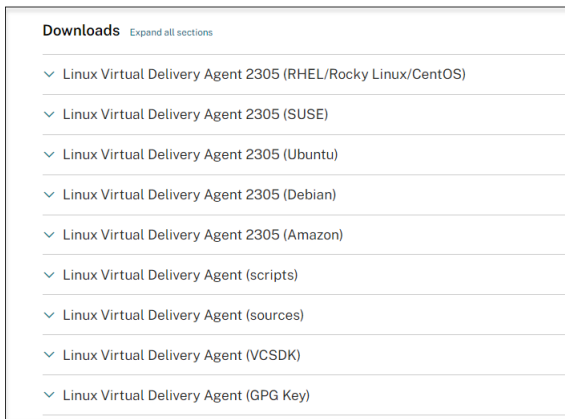 Downloads Expand all sections
Linux Virtual Delivery Agent 2305 (RHEL/Rocky Linux/CentOS)
Linux Virtual Delivery Agent 2305 (SUSE)
Linux Virtual Delivery Agent 2305 (Ubuntu)
Linux Virtual Delivery Agent 2305 (Debian)
Linux Virtual Delivery Agent 2305 (Amazon)
Linux Virtual Delivery Agent (scripts)
Linux Virtual Delivery Agent (sources)
Linux Virtual Delivery Agent (VCSDK)
Linux Virtual Delivery Agent (GPG Key)